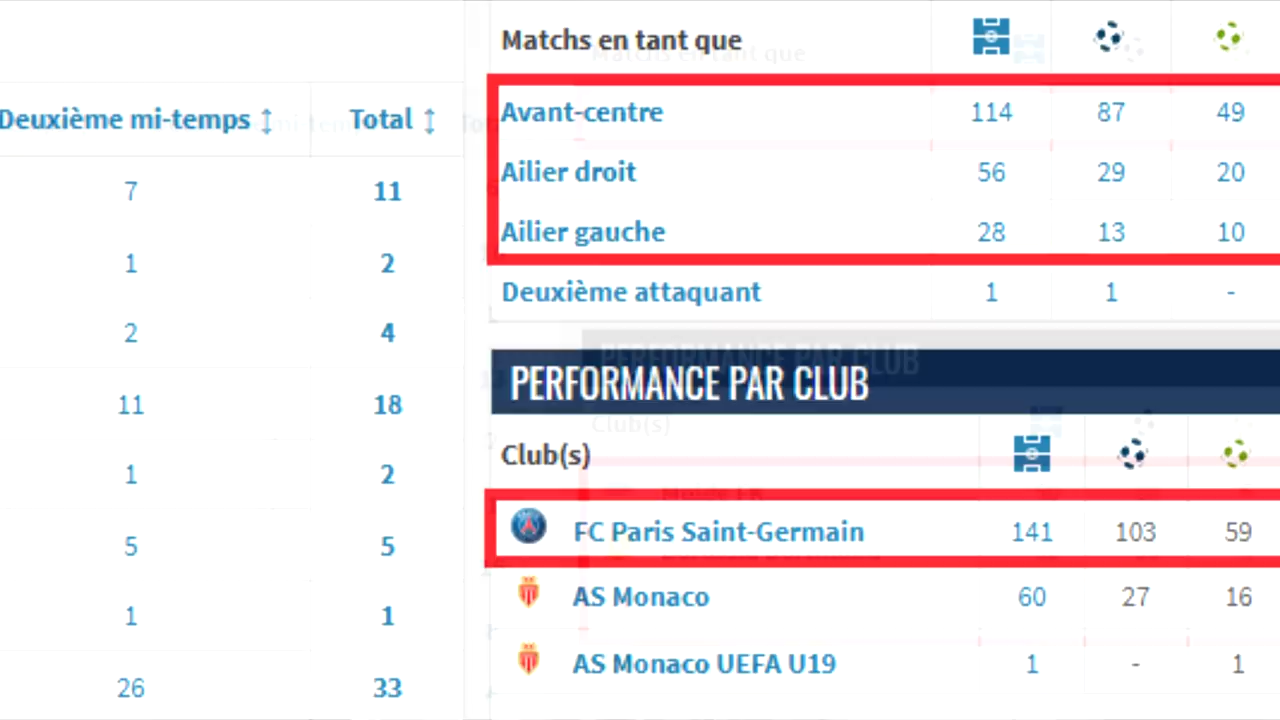 Deuxième mi-temps Total
7 11
1 2
2 4
11 18
1 2
5 5
1 1
26 33
Matchs en tant que
Avant-centre 114 87 49
Ailier droit 56 29 20
Ailier gauche 28 13 10
Deuxième attaquant 1 1 -
PERFORMANCE PAR CLUB
Club(s)
FC Paris Saint-Germain 141 103 59
AS Monaco 60 27 16
AS Monaco UEFA U19 1 - 1